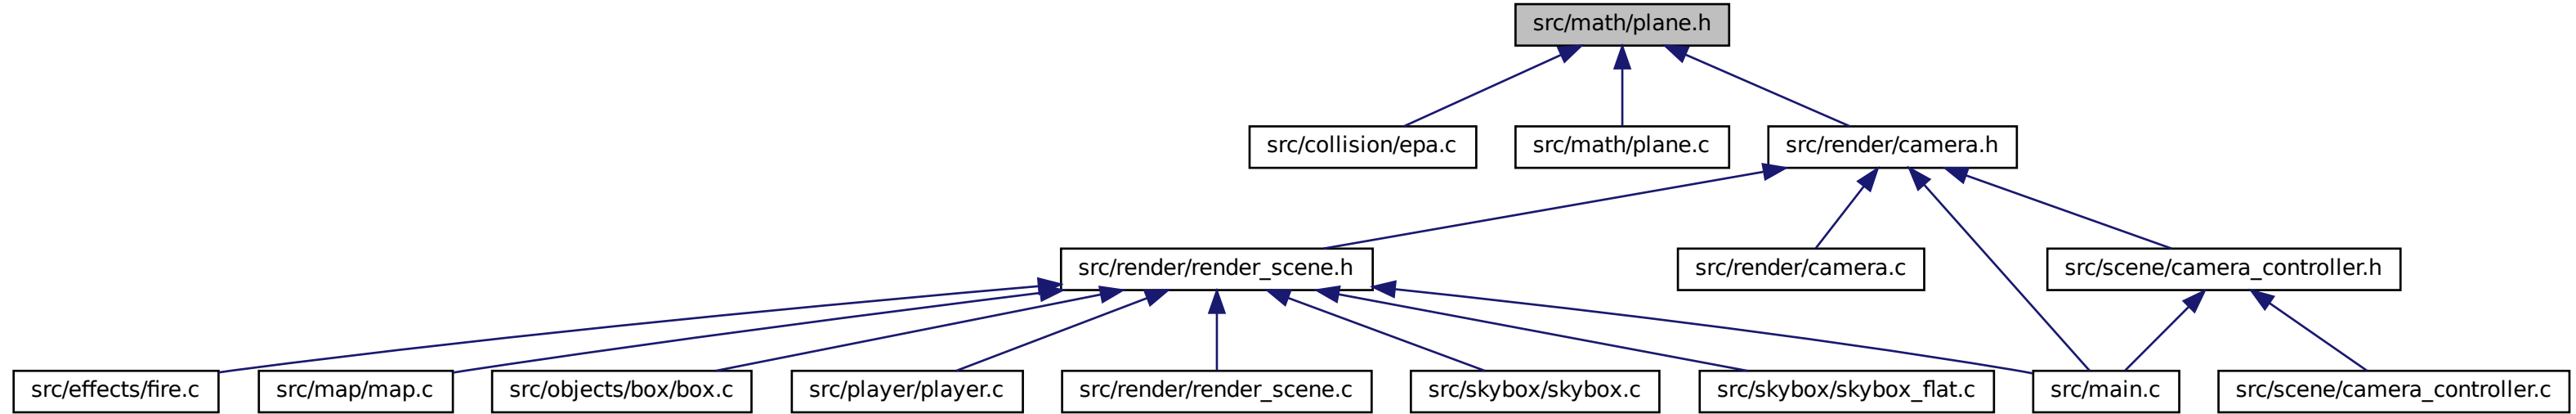 src/math/plane.h
src/collision/epa.c
src/math/plane.c
src/render/camera.h
src/render/render_scene.h
src/render/camera.c
src/scene/camera_controller.h
src/effects/fire.c
src/map/map.c
src/objects/box/box.c
src/player/player.c
src/render/render_scene.c
src/skybox/skybox.c
src/skybox/skybox_flat.c
src/main.c
src/scene/camera_controller.c